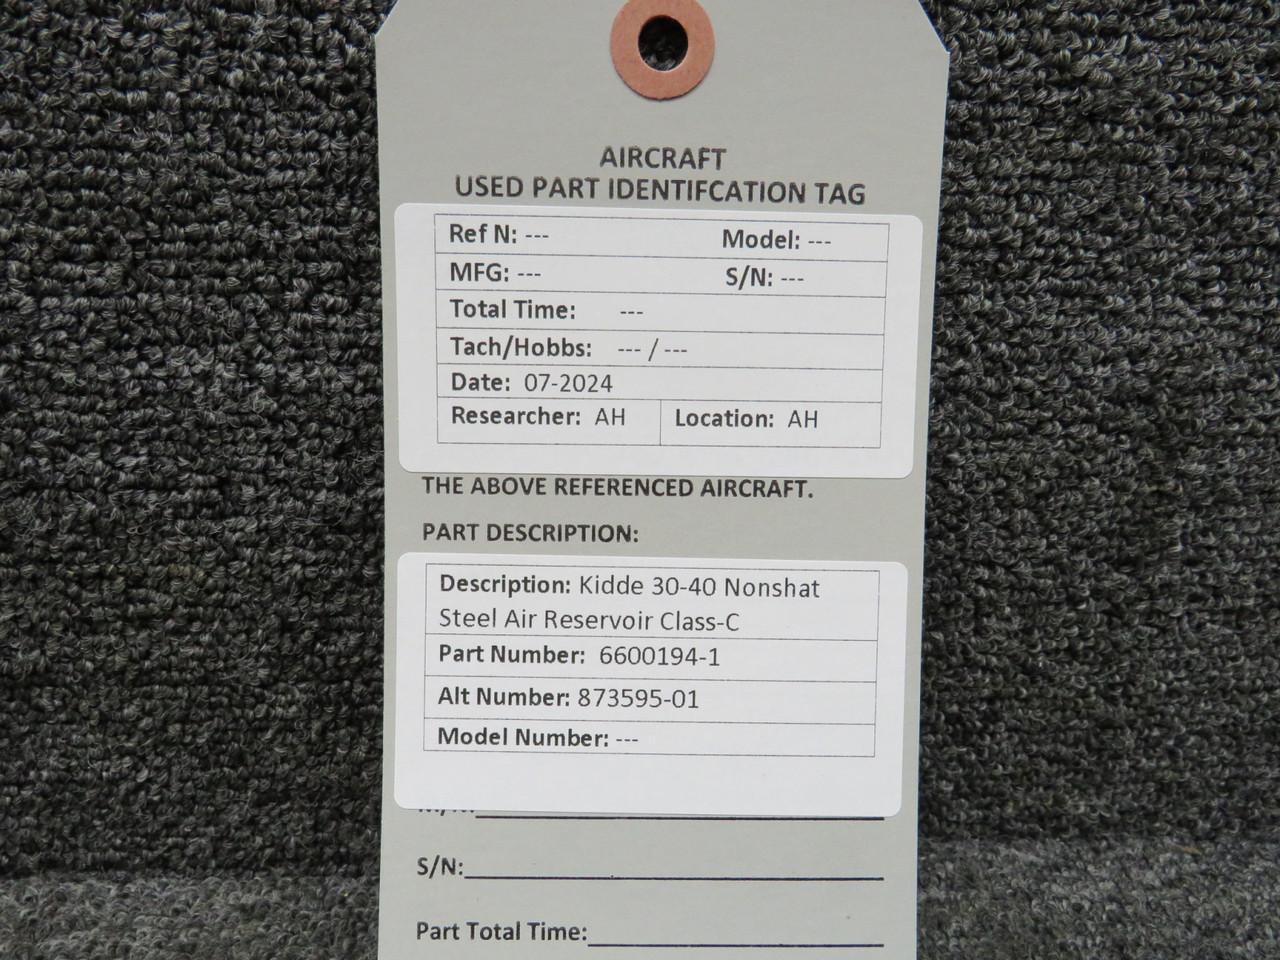 AIRCRAFT
USED PART IDENTIFCATION TAG
Ref N: --- Model: ---
MFG: --- S/N: ---
Total Time: ---
Tach/Hobbs: --- / ---
Date: 07-2024
Researcher: AH Location: AH
THE ABOVE REFERENCED AIRCRAFT.
PART DESCRIPTION:
Description: Kidde 30-40 Nonshat
Steel Air Reservoir Class-C
Part Number: 6600194-1
Alt Number: 873595-01
Model Number: ---
S/N:
Part Total Time: